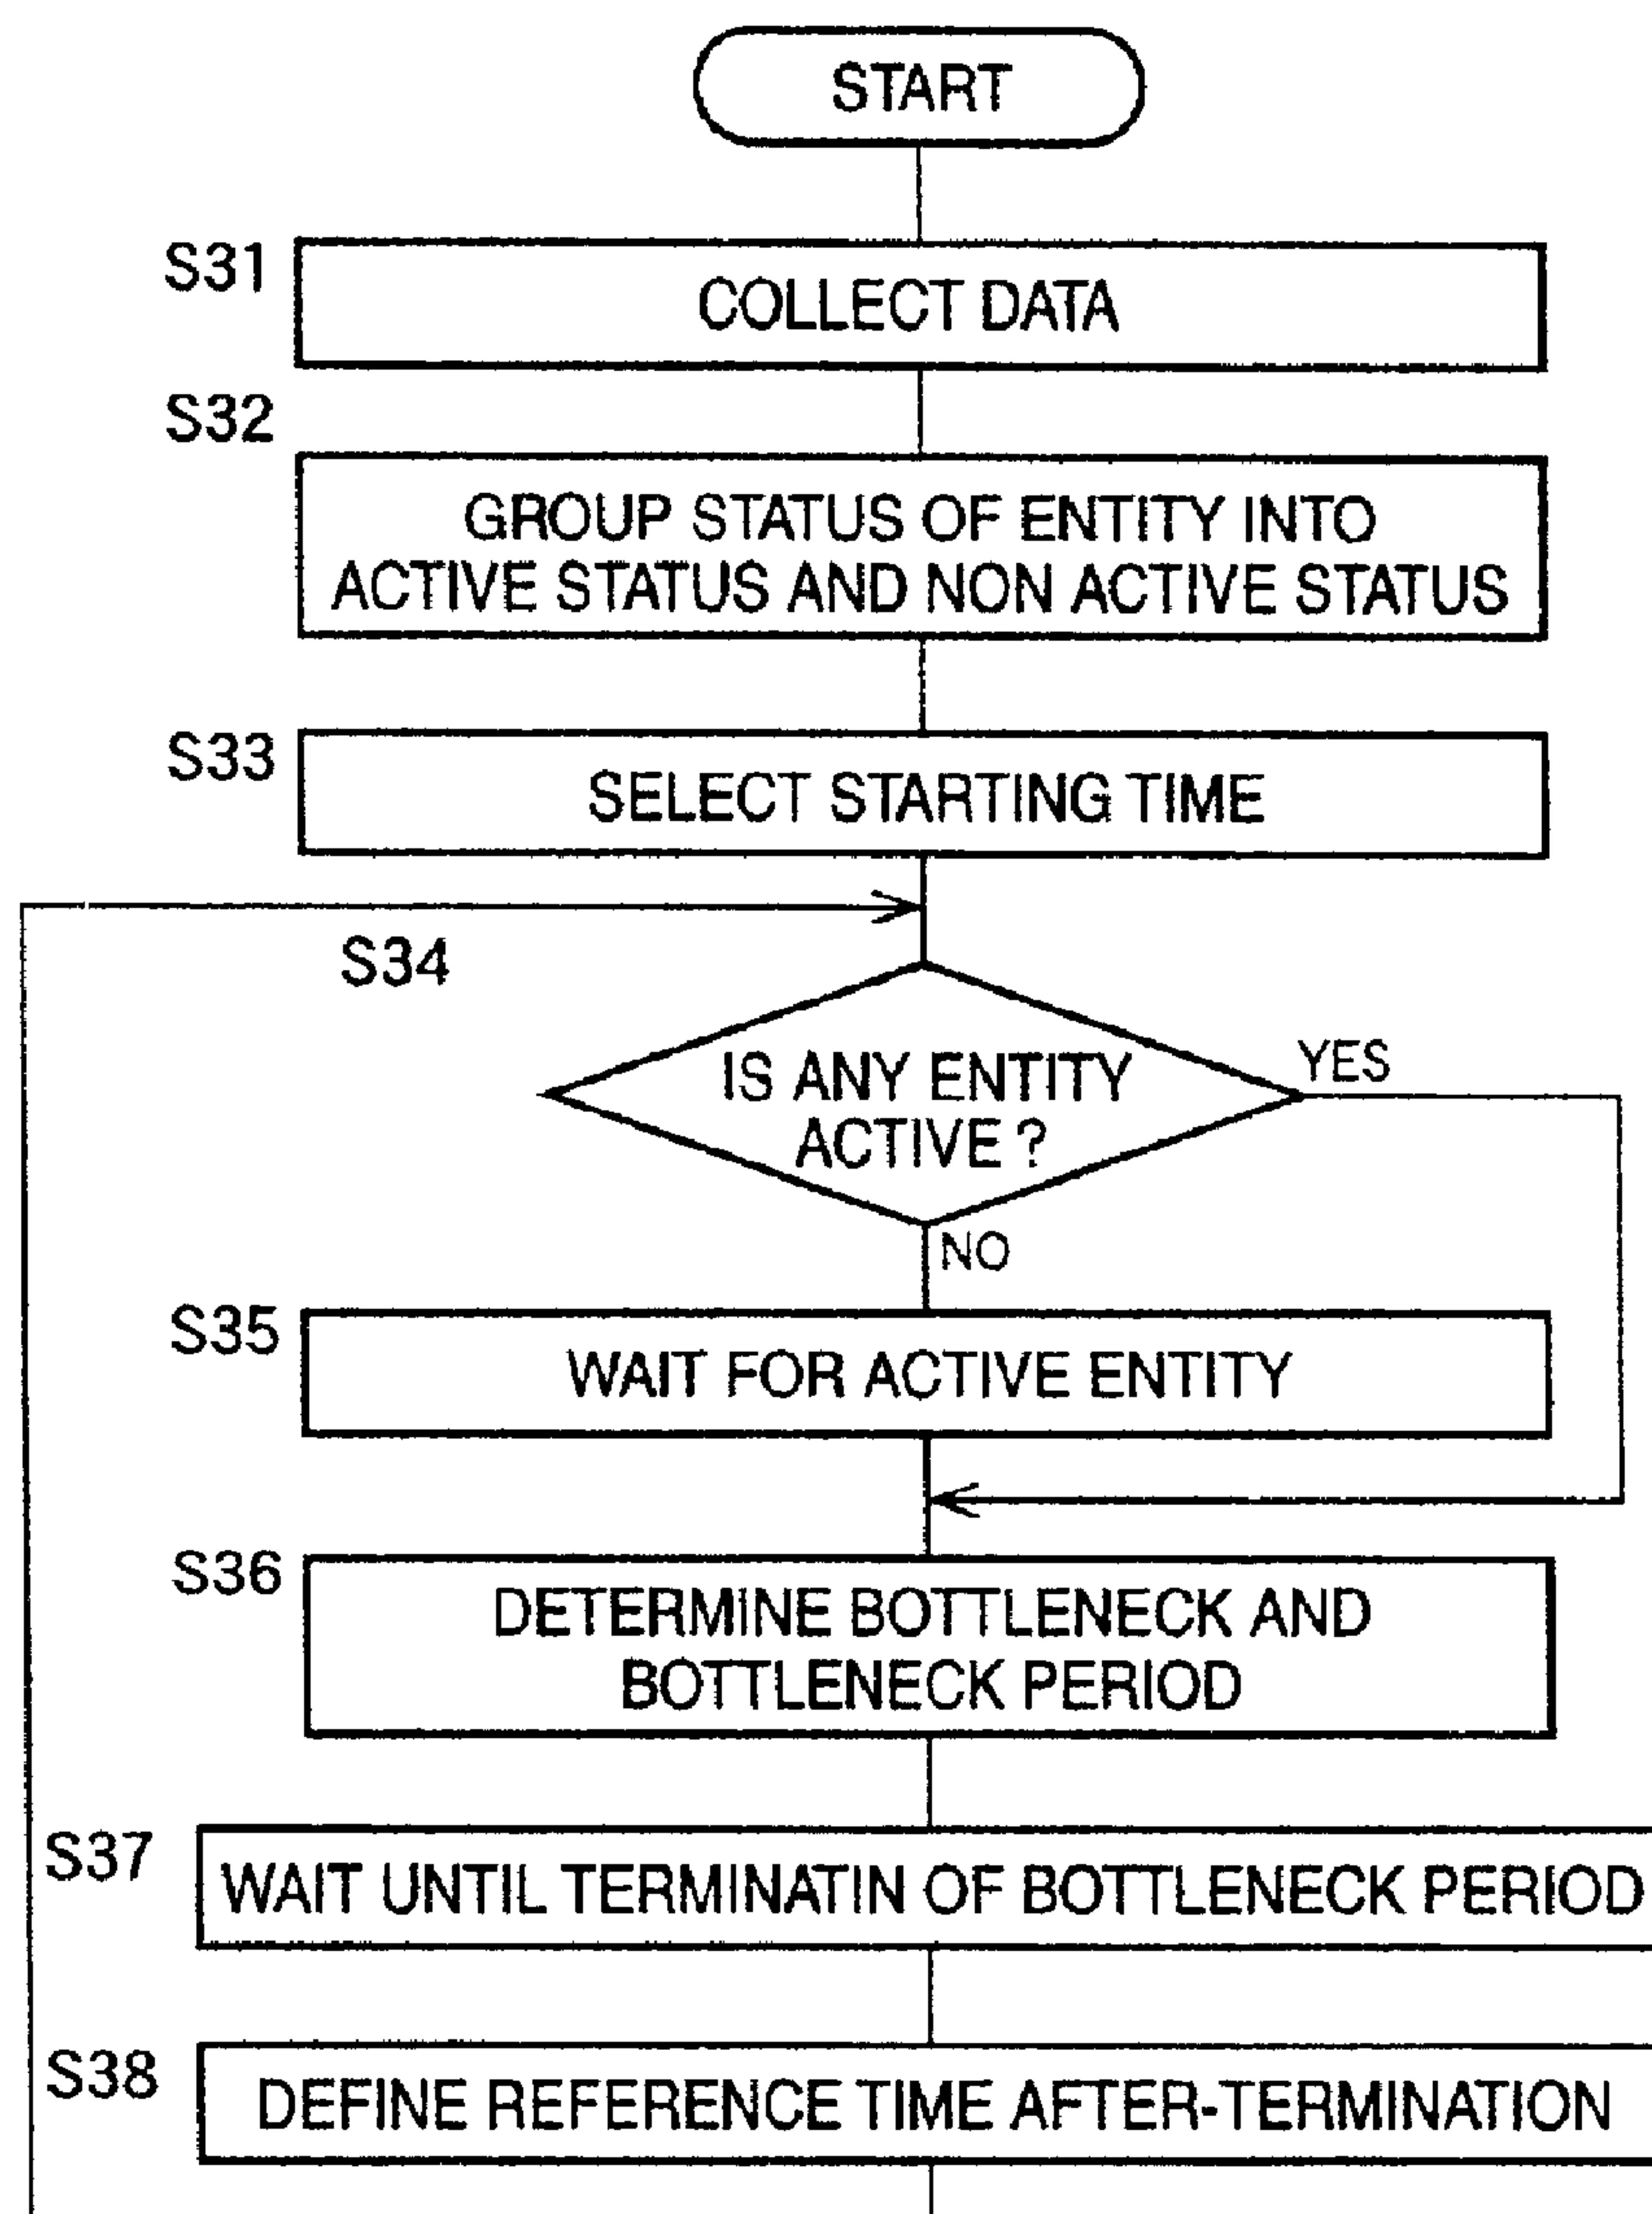 START
S31
COLLECT DATA
S32
GROUP STATUS OF ENTITY INTO
ACTIVE STATUS AND NON ACTIVE STATUS
S33
SELECT STARTING TIME
S34
IS ANY ENTITY
ACTIVE ?
YES
NO
S35
WAIT FOR ACTIVE ENTITY
S36
DETERMINE BOTTLENECK AND
BOTTLENECK PERIOD
S37
WAIT UNTIL TERMINATIN OF BOTTLENECK PERIOD
S38
DEFINE REFERENCE TIME AFTER-TERMINATION